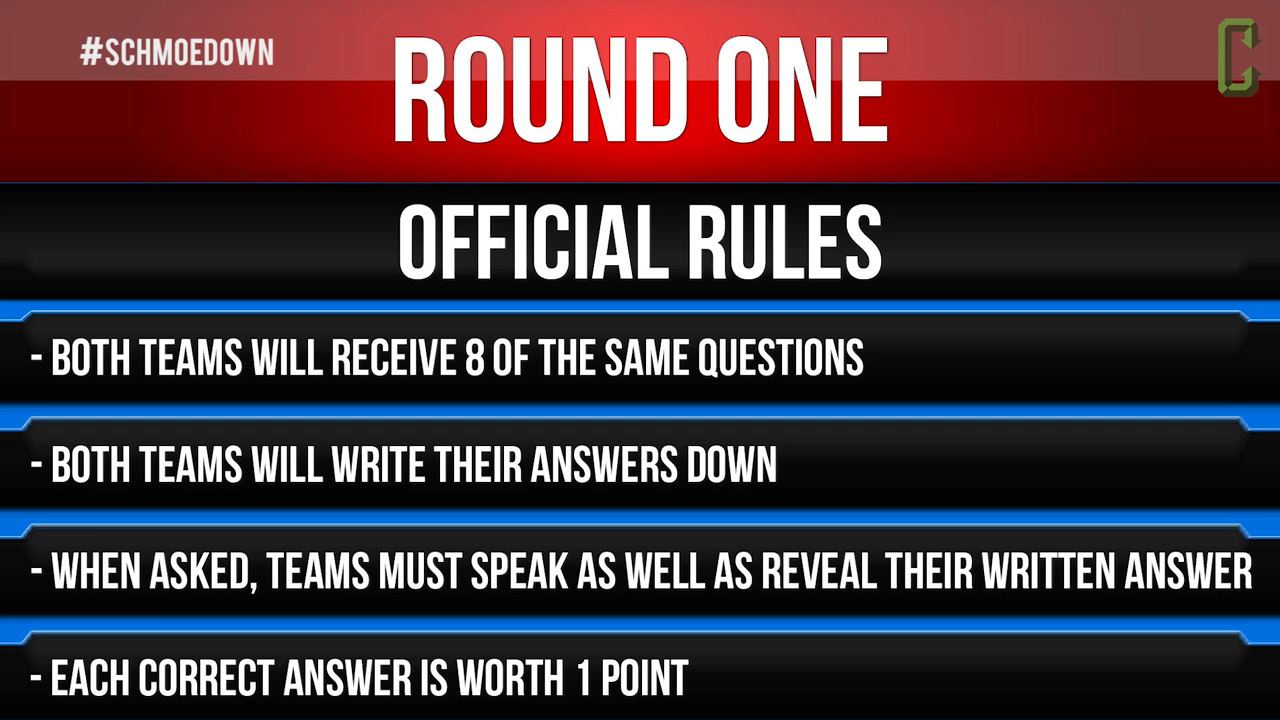 #SCHMOEDOWN
ROUND ONE
OFFICIAL RULES
- BOTH TEAMS WILL RECEIVE 8 OF THE SAME QUESTIONS
- BOTH TEAMS WILL WRITE THEIR ANSWERS DOWN
- WHEN ASKED, TEAMS MUST SPEAK AS WELL AS REVEAL THEIR WRITTEN ANSWER
- EACH CORRECT ANSWER IS WORTH 1 POINT